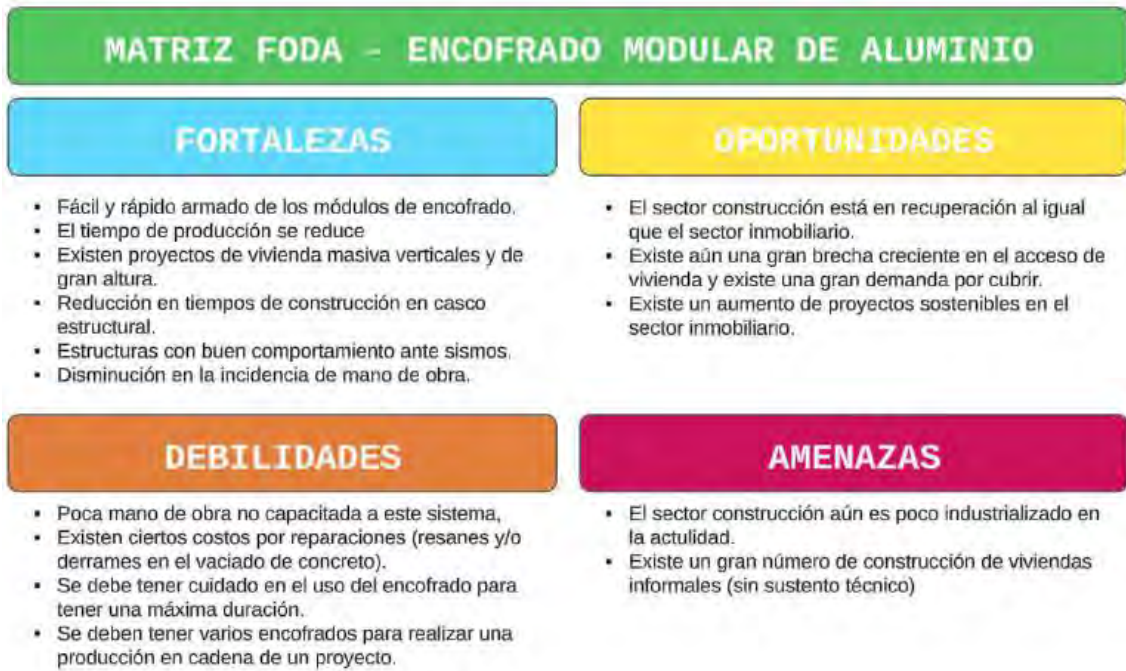 MATRIZ FODA - ENCOFRADO MODULAR DE ALUMINIO
FORTALEZAS
• Fácil y rápido armado de los módulos de encofrado.
• El tiempo de producción se reduce
• Existen proyectos de vivienda masiva verticales y de
gran altura.
• Reducción en tiempos de construcción en casco
estructural.
• Estructuras con buen comportamiento ante sismos.
• Disminución en la incidencia de mano de obra.
OPORTUNIDADES
• El sector construcción está en recuperación al igual
que el sector inmobiliario.
• Existe aún una gran brecha creciente en el acceso de
vivienda y existe una gran demanda por cubrir.
• Existe un aumento de proyectos sostenibles en el
sector inmobiliario.
DEBILIDADES
• Poca mano de obra no capacitada a este sistema,
• Existen ciertos costos por reparaciones (resanes y/o
derrames en el vaciado de concreto).
• Se debe tener cuidado en el uso del encofrado para
tener una máxima duración.
• Se deben tener varios encofrados para realizar una
producción en cadena de un proyecto.
AMENAZAS
• El sector construcción aún es poco industrializado en
la actulidad.
• Existe un gran número de construcción de viviendas
informales (sin sustento técnico)